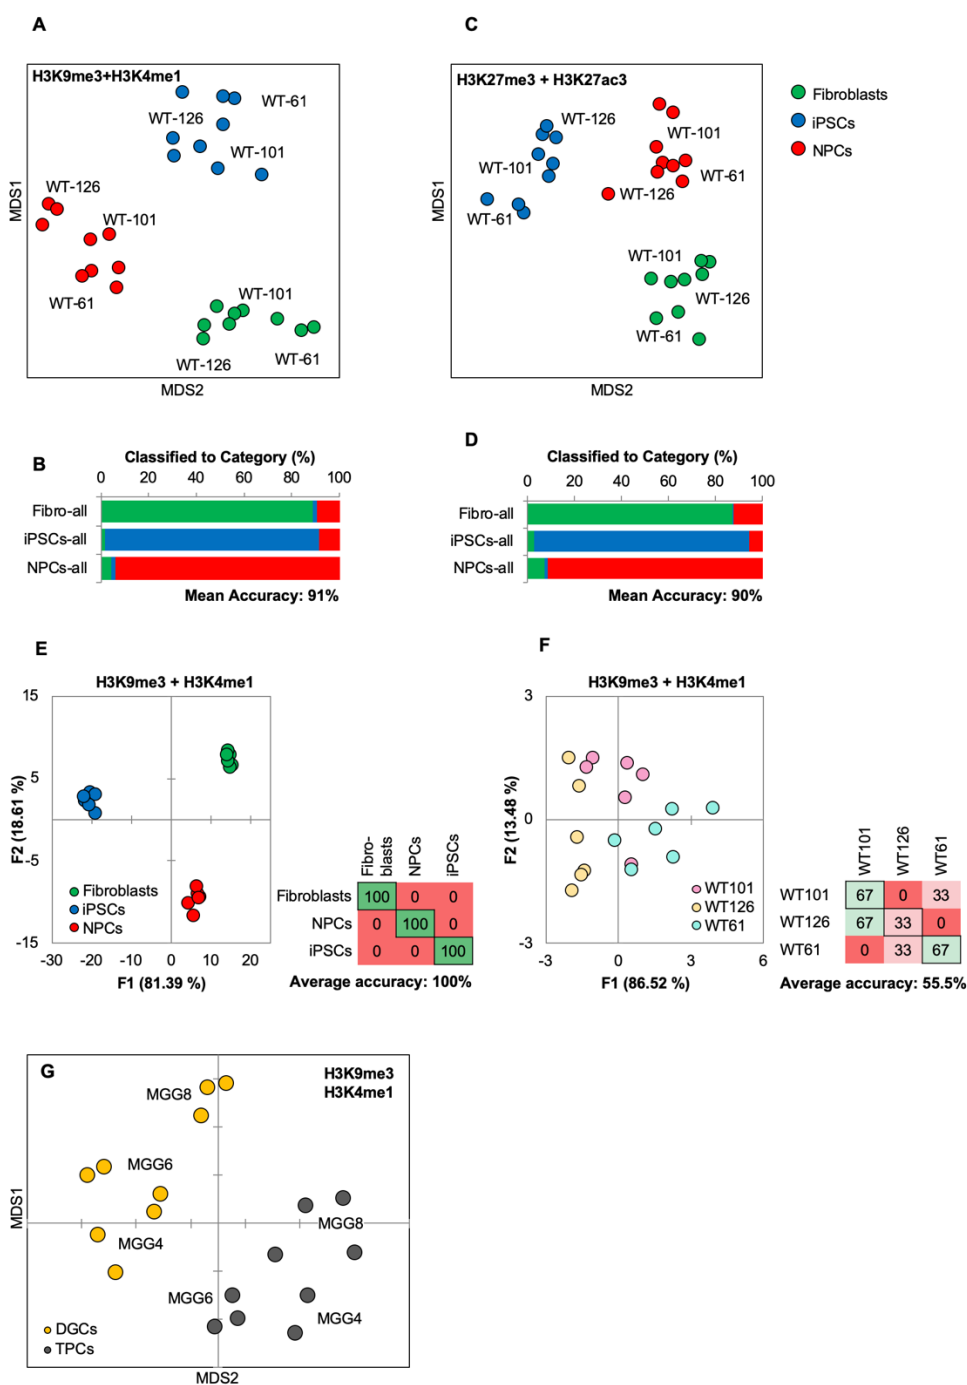 A
H3K9me3+H3K4me1
WT-61
WT-126
WT-101
WT-126
WT-101
WT-61
WT-101
WT-126
WT-61
MDS1
MDS2
C
H3K27me3 + H3K27ac3
WT-126
WT-101
WT-101
WT-61
WT-126
WT-61
WT-101
WT-126
WT-61
MDS1
MDS2
Fibroblasts
iPSCs
NPCs
B
Classified to Category (%)
0 20 40 60 80 100
Fibro-all
iPSCs-all
NPCs-all
Mean Accuracy: 91%
D
Classified to Category (%)
0 20 40 60 80 100
Fibro-all
iPSCs-all
NPCs-all
Mean Accuracy: 90%
E
H3K9me3 + H3K4me1
15
5
-5
-15
F2 (18.61 %)
Fibroblasts
iPSCs
NPCs
-30 -20 -10 0 10 20
F1 (81.39 %)
Fibro-
blasts
NPCs
iPSCs
Fibroblasts 100 0 0
NPCs 0 100 0
iPSCs 0 0 100
Average accuracy: 100%
F
H3K9me3 + H3K4me1
3
0
-3
F2 (13.48 %)
WT101
WT126
WT61
-3 0 3 6
F1 (86.52 %)
WT101
WT126
WT61
WT101 67 0 33
WT126 67 33 0
WT61 0 33 67
Average accuracy: 55.5%
G
H3K9me3
H3K4me1
MGG8
MGG6
MGG4
MGG8
MGG6
MGG4
DGCs
TPCs
MDS1
MDS2